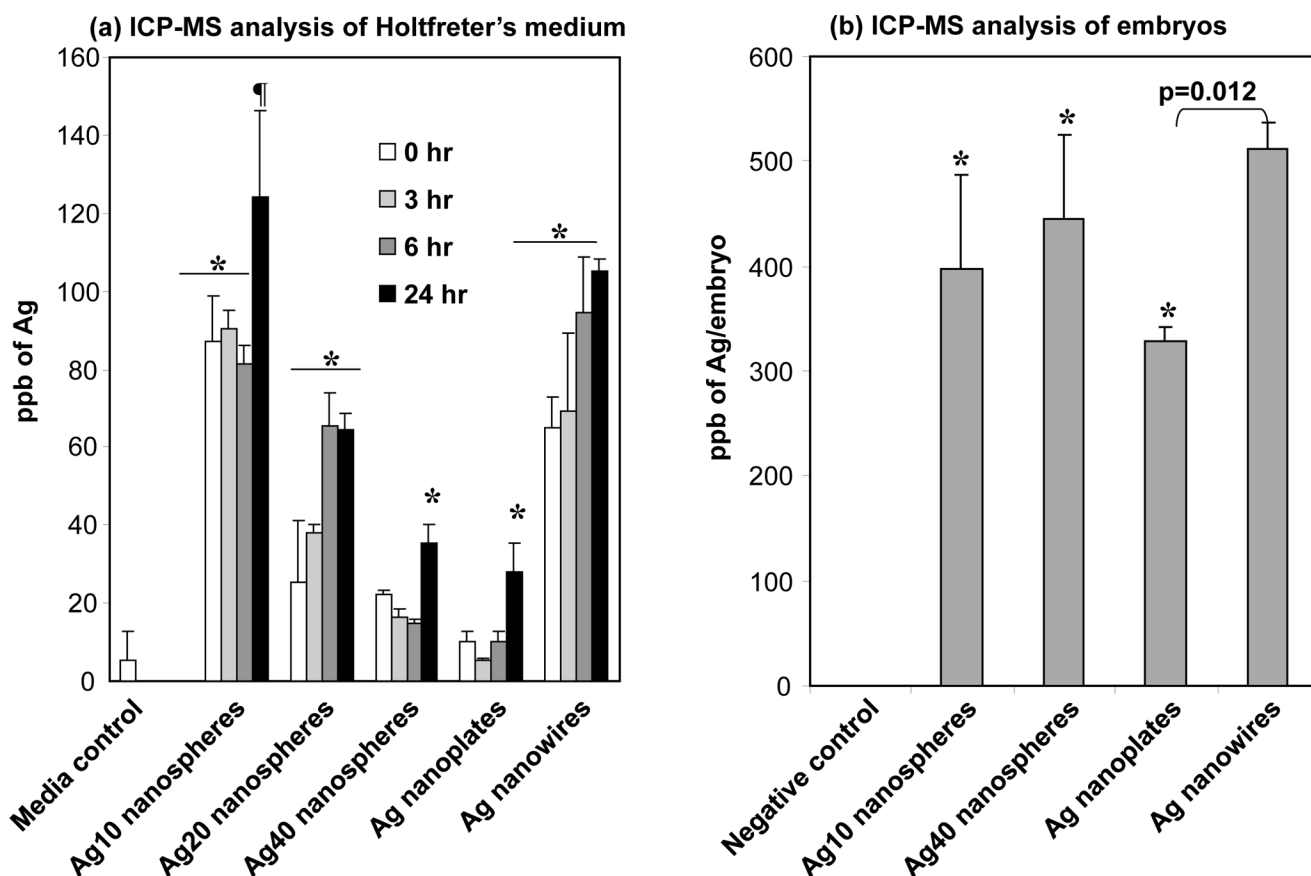 (a) ICP-MS analysis of Holtfreter’s medium
160
140
120
100
80
60
40
20
0
ppb of Ag
¶
*
*
*
*
*
0 hr
3 hr
6 hr
24 hr
Media control
Ag10 nanospheres
Ag20 nanospheres
Ag40 nanospheres
Ag nanoplates
Ag nanowires
(b) ICP-MS analysis of embryos
600
500
400
300
200
100
0
ppb of Ag/embryo
*
*
*
p=0.012
Negative control
Ag10 nanospheres
Ag40 nanospheres
Ag nanoplates
Ag nanowires